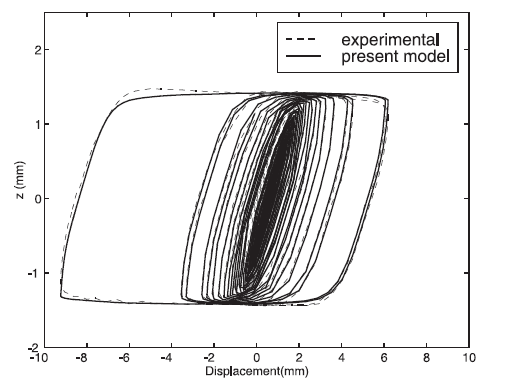 experimental
present model
2
1
0
-1
-2
z (mm)
-10 -8 -6 -4 -2 0 2 4 6 8 10
Displacement(mm)